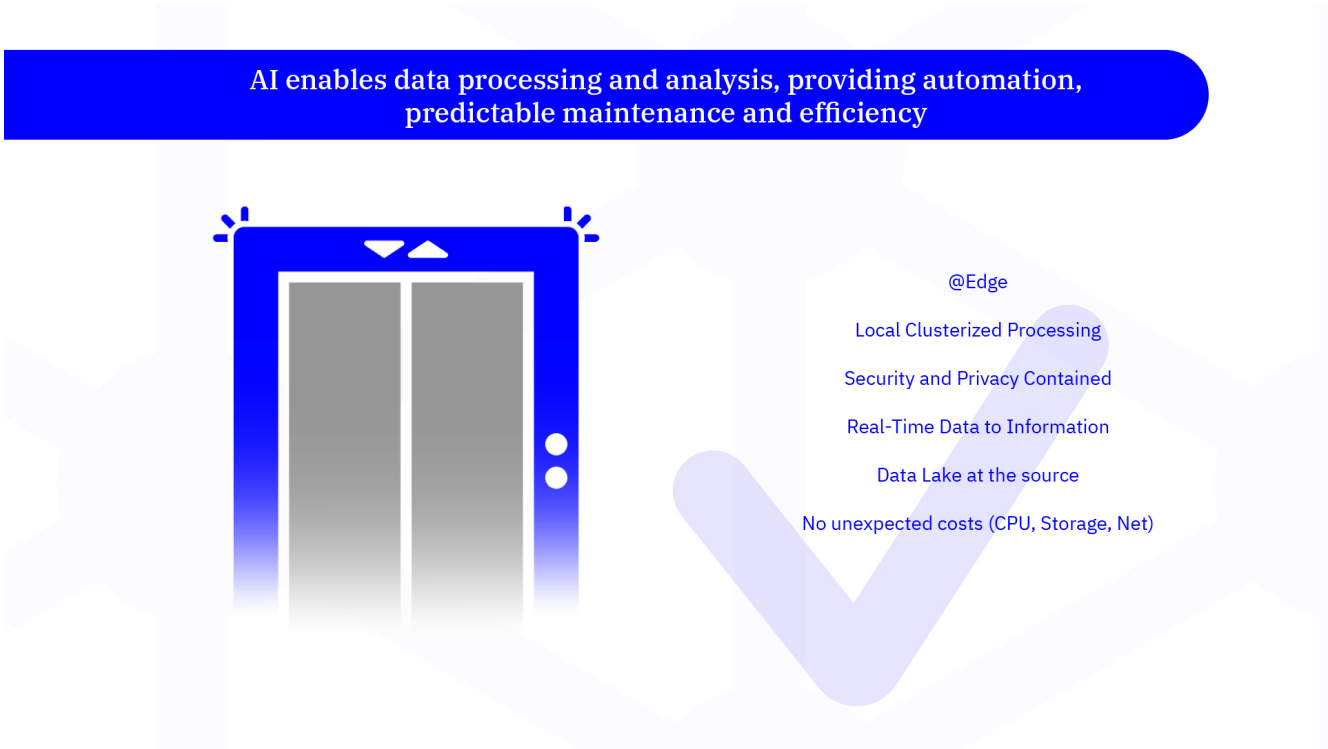 AI enables data processing and analysis, providing automation,
predictable maintenance and efficiency
@Edge
Local Clusterized Processing
Security and Privacy Contained
Real-Time Data to Information
Data Lake at the source
No unexpected costs (CPU, Storage, Net)